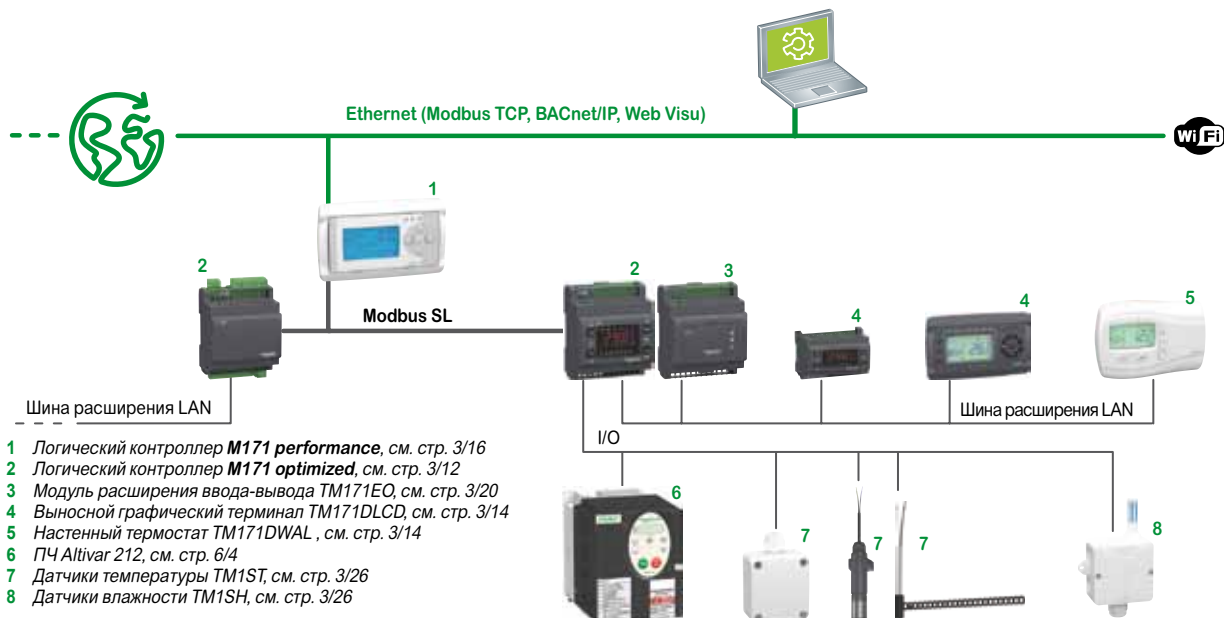 Ethernet (Modbus TCP, BACnet/IP, Web Visu)
Wi Fi
1
2
Modbus SL
2
3
4
4
5
Шина расширения LAN
Шина расширения LAN
I/O
1 Логический контроллер M171 performance, см. стр. 3/16
2 Логический контроллер M171 optimized, см. стр. 3/12
3 Модуль расширения ввода-вывода TM171EO, см. стр. 3/20
4 Выносной графический терминал TM171DLCD, см. стр. 3/14
5 Настенный термостат TM171DWAL , см. стр. 3/14
6 ПЧ Altivar 212, см. стр. 6/4
7 Датчики температуры TM1ST, см. стр. 3/26
8 Датчики влажности TM1SH, см. стр. 3/26
6
7
7
7
8